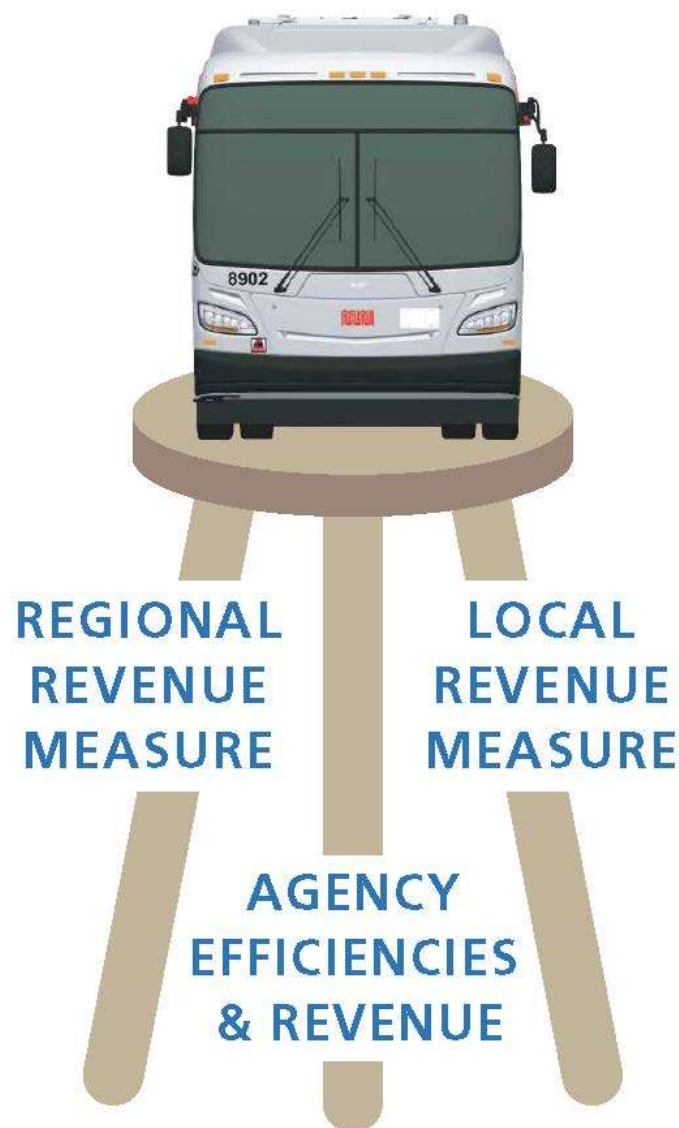 8902
REGIONAL
REVENUE
MEASURE
LOCAL
REVENUE
MEASURE
AGENCY
EFFICIENCIES
& REVENUE